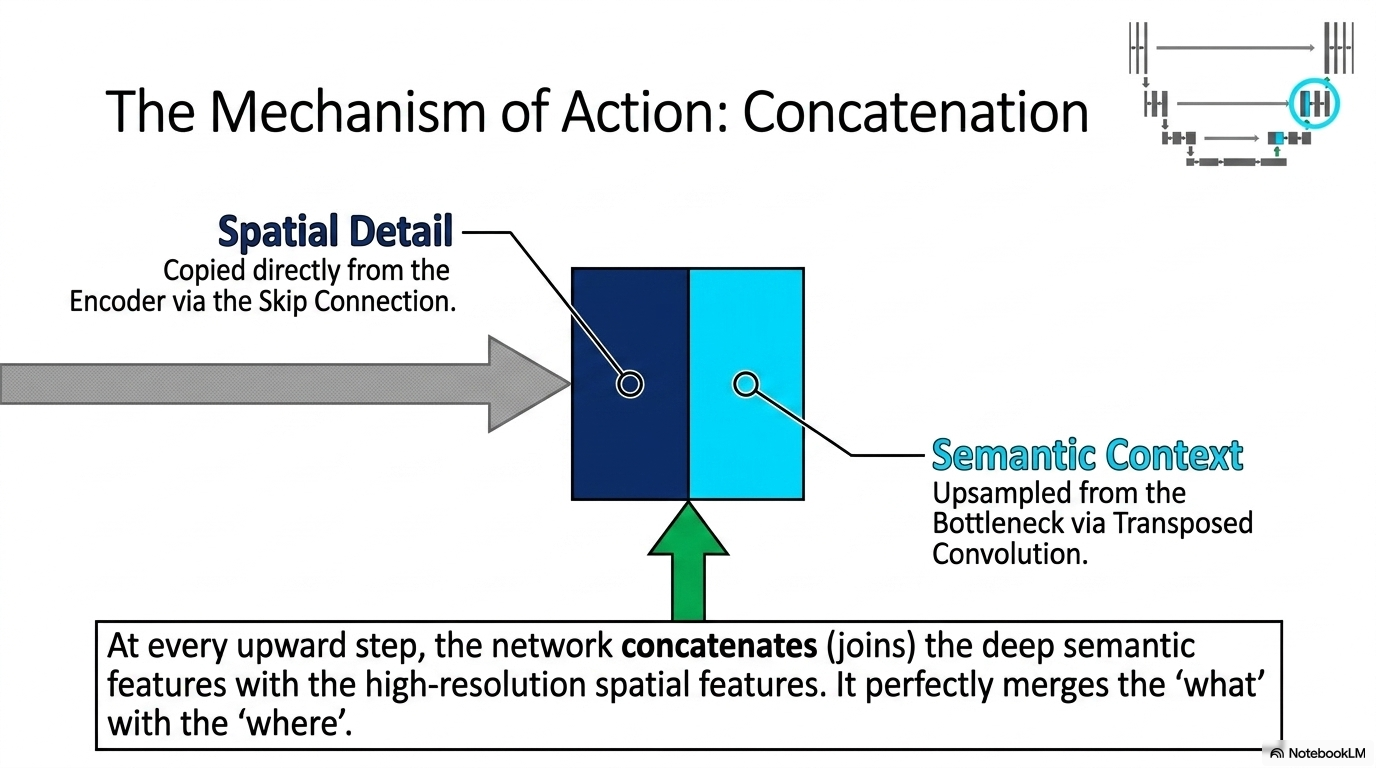 The Mechanism of Action: Concatenation
Spatial Detail
Copied directly from the
Encoder via the Skip Connection.
Semantic Context
Upsampled from the
Bottleneck via Transposed
Convolution.
At every upward step, the network concatenates (joins) the deep semantic
features with the high-resolution spatial features. It perfectly merges the ‘what’
with the ‘where’.
NotebookLM